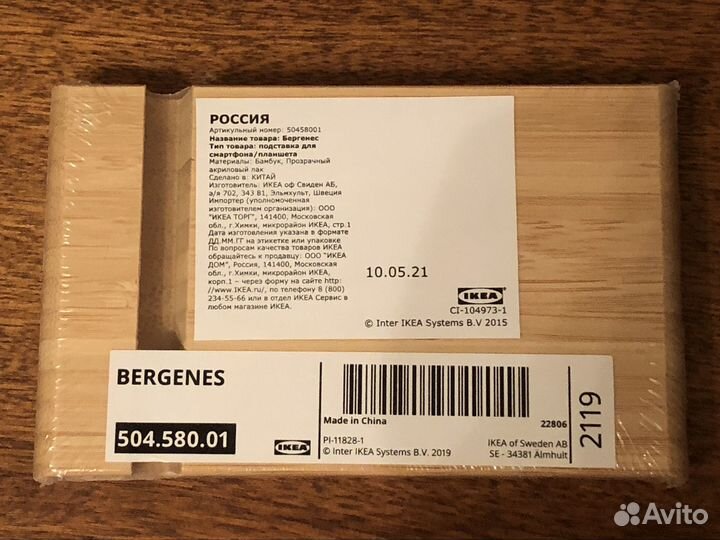 РОССИЯ
Артикульный номер: 50458001
Название товара: Бергенес
Тип товара: подставка для
смартфона/планшета
Материалы: Бамбук, Прозрачный
акриловый лак
Сделано в: КИТАЙ
Изготовитель: ИКЕА оф Свиден АБ,
а/я 702, 343 81, Эльмхульт, Швеция
Импортер (уполномоченная
изготовителем организация): ООО
"ИКЕА ТОРГ", 141400, Московская
обл., г.Химки, микрорайон ИКЕА, стр.1
Дата изготовления указана в формате
ДД.ММ.ГГ на этикетке или упаковке
По вопросам качества товаров ИКЕА
обращайтесь к продавцу: ООО "ИКЕА
ДОМ", Россия, 141400, Московская
обл., г.Химки, микрорайон ИКЕА,
корп.1 – через форму на сайте http:
//www.IKEA.ru/, по телефону 8 (800)
234-55-66 или в отдел ИКЕА Сервис в
любом магазине ИКЕА.
10.05.21
IKEA
CI-104973-1
© Inter IKEA Systems B.V 2015
BERGENES
504.580.01
IKEA
Made in China
22806
PI-11828-1
© Inter IKEA Systems B.V. 2019
IKEA of Sweden AB
SE - 34381 Älmhult
2119
Avito